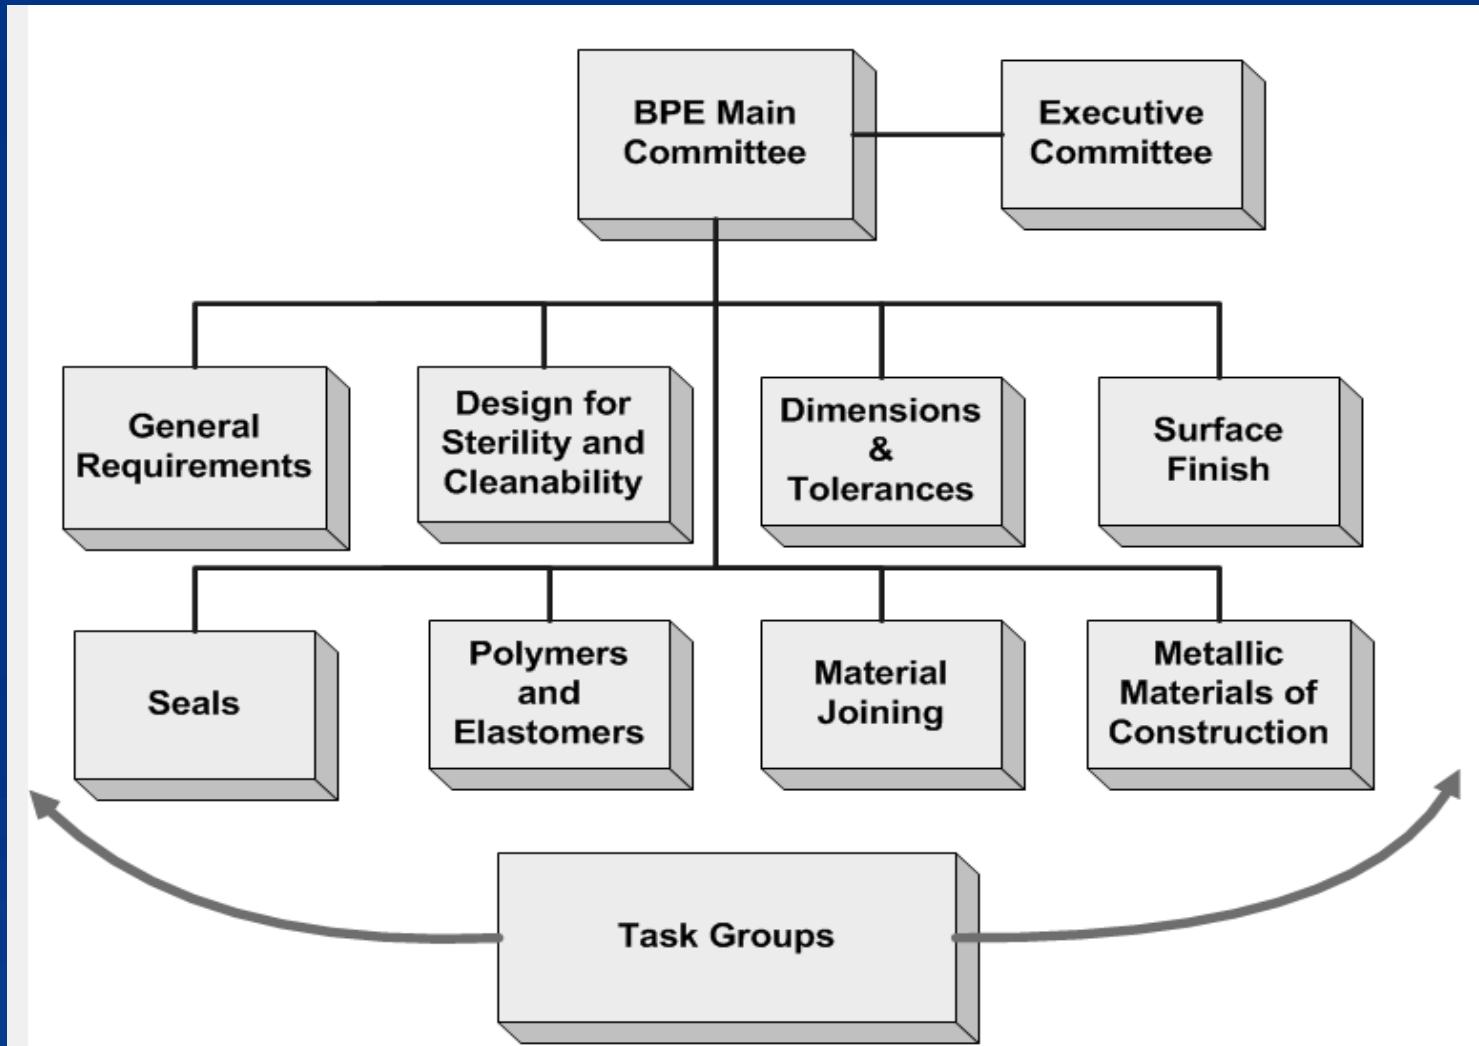 BPE Main
Committee
Executive
Committee
General
Requirements
Design for
Sterility and
Cleanability
Dimensions
&
Tolerances
Surface
Finish
Seals
Polymers
and
Elastomers
Material
Joining
Metallic
Materials of
Construction
Task Groups